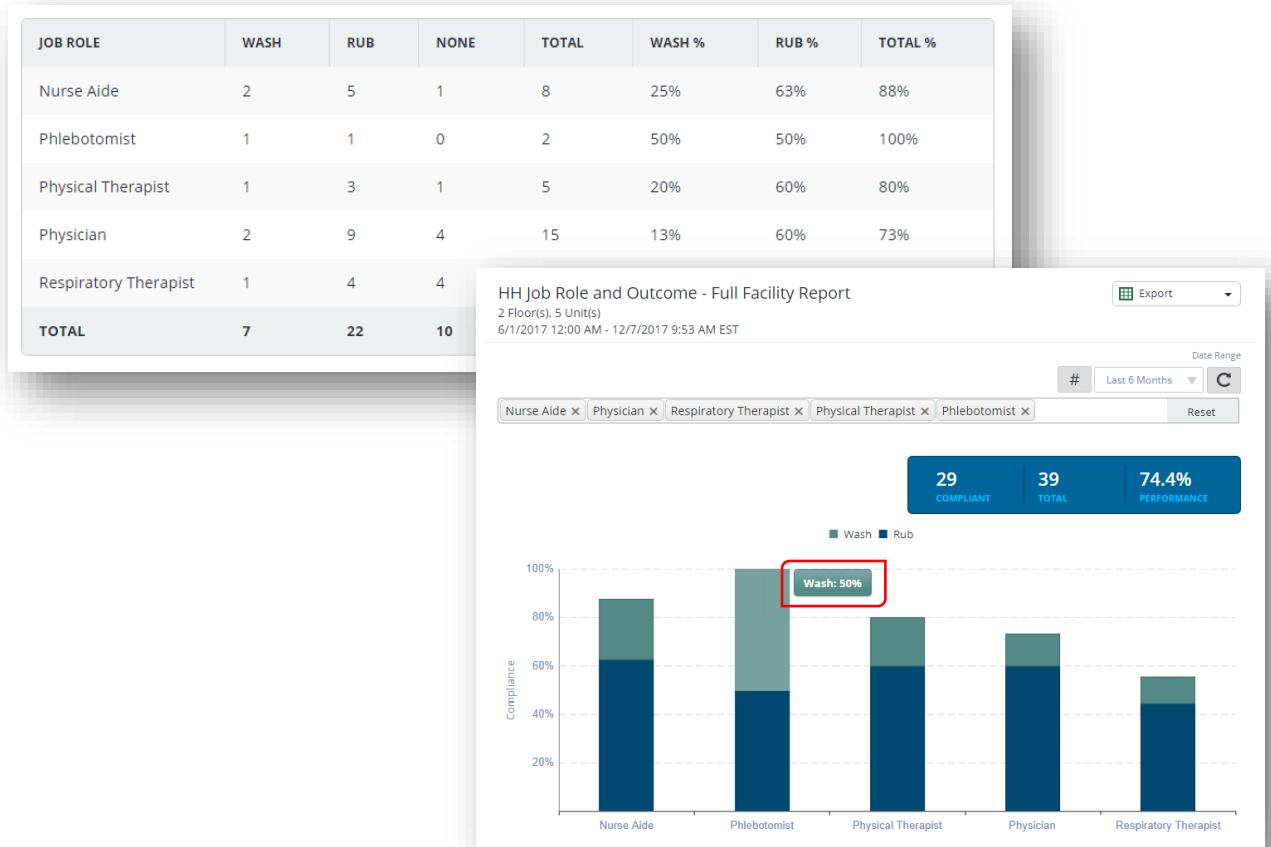 JOB ROLE WASH RUB NONE TOTAL WASH % RUB % TOTAL %
Nurse Aide 2 5 1 8 25% 63% 88%
Phlebotomist 1 1 0 2 50% 50% 100%
Physical Therapist 1 3 1 5 20% 60% 80%
Physician 2 9 4 15 13% 60% 73%
Respiratory Therapist 1 4 4
TOTAL 7 22 10
HH Job Role and Outcome - Full Facility Report
Export
2 Floor(s), 5 Unit(s)
6/1/2017 12:00 AM - 12/7/2017 9:53 AM EST
Date Range
# Last 6 Months
Nurse Aide × Physician × Respiratory Therapist × Physical Therapist × Phlebotomist × Reset
29 39 74.4%
COMPLIANT TOTAL PERFORMANCE
Wash Rub
100%
Wash: 50%
80%
60%
Compliance
40%
20%
Nurse Aide Phlebotomist Physical Therapist Physician Respiratory Therapist